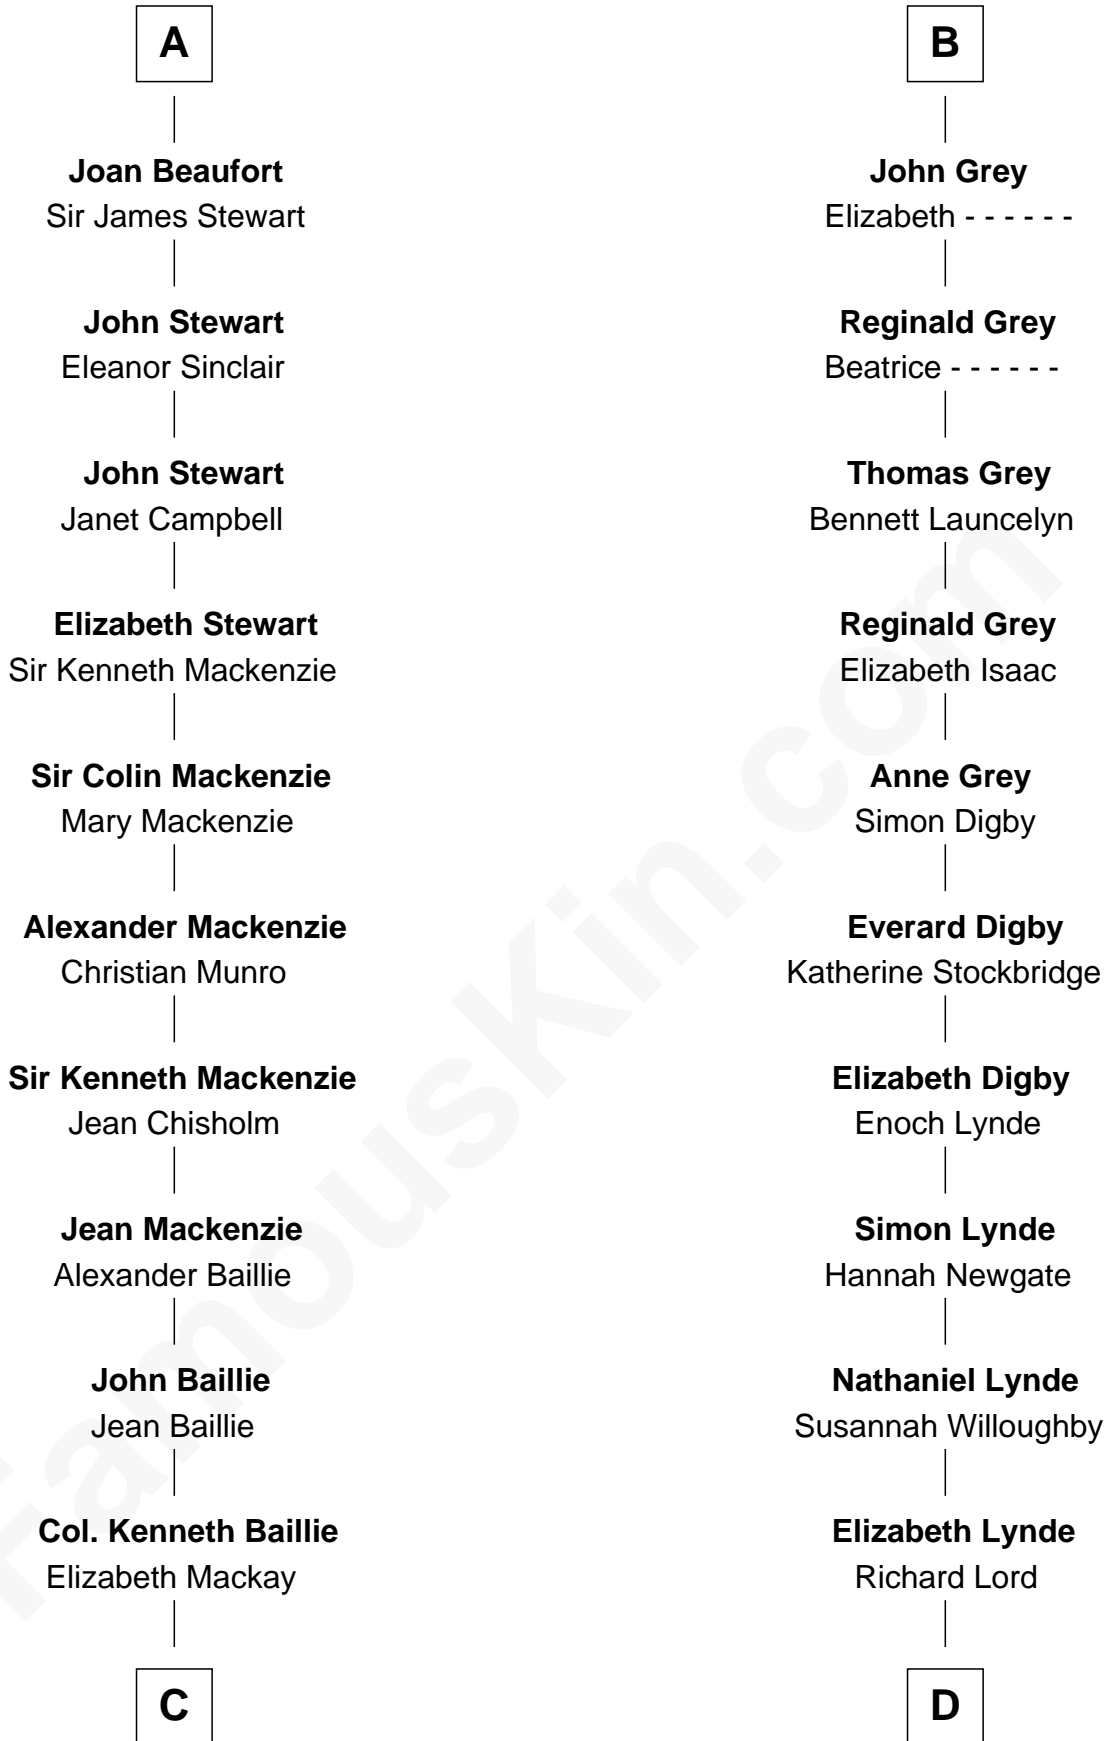 A
Joan Beaufort
Sir James Stewart
John Stewart
Eleanor Sinclair
John Stewart
Janet Campbell
Elizabeth Stewart
Sir Kenneth Mackenzie
Sir Colin Mackenzie
Mary Mackenzie
Alexander Mackenzie
Christian Munro
Sir Kenneth Mackenzie
Jean Chisholm
Jean Mackenzie
Alexander Baillie
John Baillie
Jean Baillie
Col. Kenneth Baillie
Elizabeth Mackay
C
B
John Grey
Elizabeth - - - - - -
Reginald Grey
Beatrice - - - - - -
Thomas Grey
Bennett Launcelyn
Reginald Grey
Elizabeth Isaac
Anne Grey
Simon Digby
Everard Digby
Katherine Stockbridge
Elizabeth Digby
Enoch Lynde
Simon Lynde
Hannah Newgate
Nathaniel Lynde
Susannah Willoughby
Elizabeth Lynde
Richard Lord
D
FamousKin.com